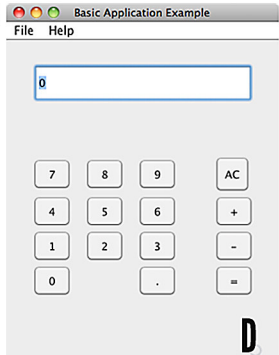 Basic Application Example
File Help
0
7 8 9 AC
4 5 6 +
1 2 3 -
0 . =
D